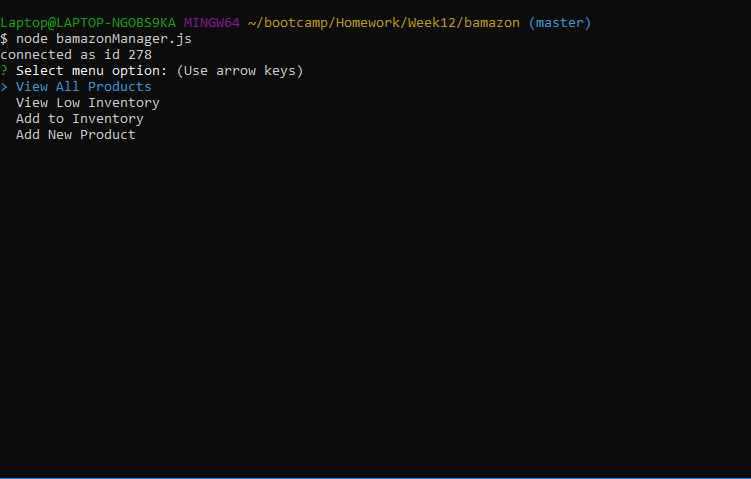 Laptop@LAPTOP-NGOBS9KA MINGW64 ~/bootcamp/Homework/Week12/bamazon (master)
$ node bamazonManager.js
connected as id 278
? Select menu option: (Use arrow keys)
> View All Products
  View Low Inventory
  Add to Inventory
  Add New Product